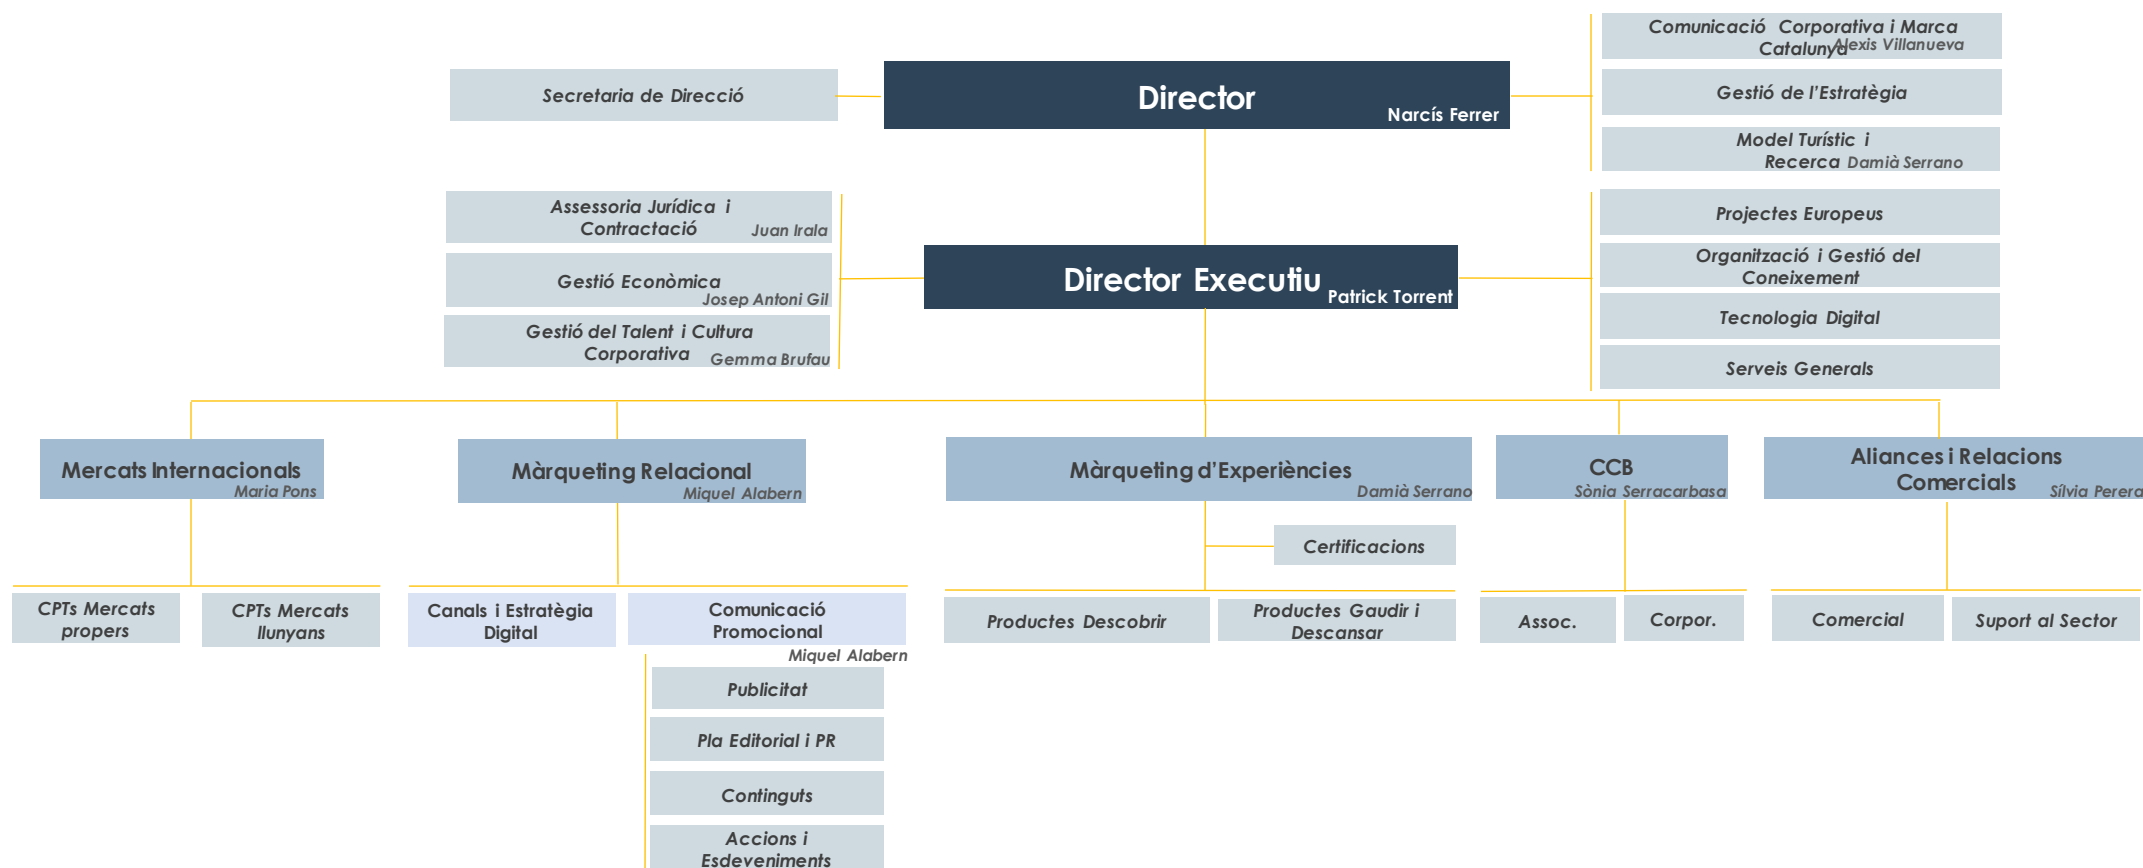 Comunicació Corporativa i Marca
Catalunya
Alexis Villanueva
Secretaria de Direcció
Director
Narcís Ferrer
Gestió de l'Estratègia
Model Turístic i
Recerca Damià Serrano
Assessoria Jurídica i
Contractació
Juan Irala
Gestió Econòmica
Josep Antoni Gil
Gestió del Talent i Cultura
Corporativa
Gemma Brufau
Director Executiu
Patrick Torrent
Projectes Europeus
Organització i Gestió del
Coneixement
Tecnologia Digital
Serveis Generals
Mercats Internacionals
Maria Pons
Màrqueting Relacional
Miquel Alabern
Màrqueting d'Experiències
Damià Serrano
CCB
Sònia Serracarbasa
Aliances i Relacions
Comercials
Sílvia Perera
Certificacions
CPTs Mercats
propers
CPTs Mercats
llunyans
Canals i Estratègia
Digital
Comunicació
Promocional
Miquel Alabern
Productes Descobrir
Productes Gaudir i
Descansar
Assoc.
Corpor.
Comercial
Suport al Sector
Publicitat
Pla Editorial i PR
Continguts
Accions i
Esdeveniments